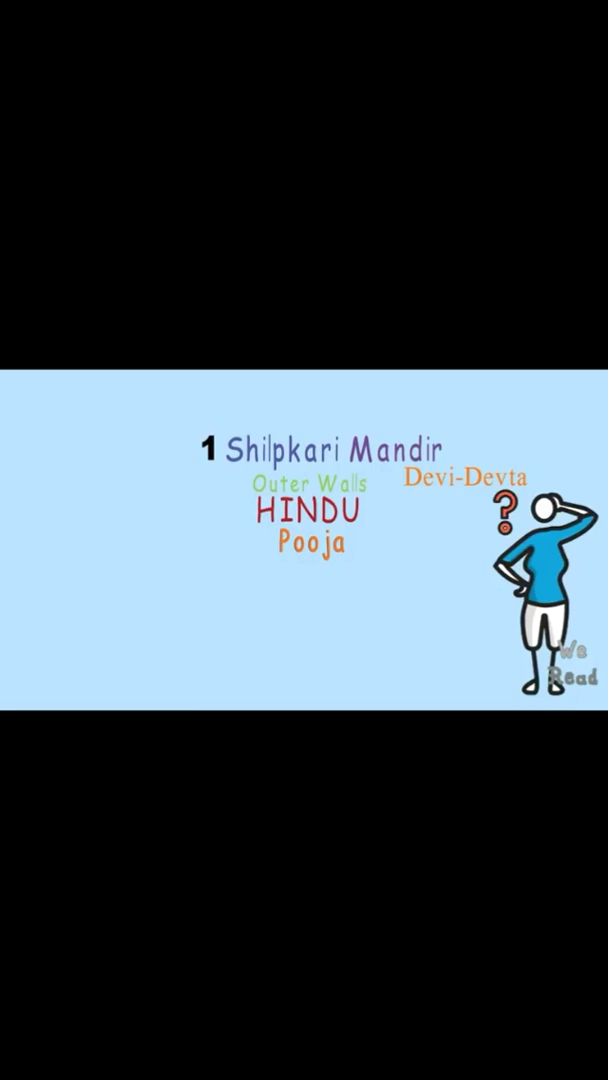 1 Shilpkari Mandir
Outer Walls
Devi-Devta
HINDU
?
Pooja
We
Read